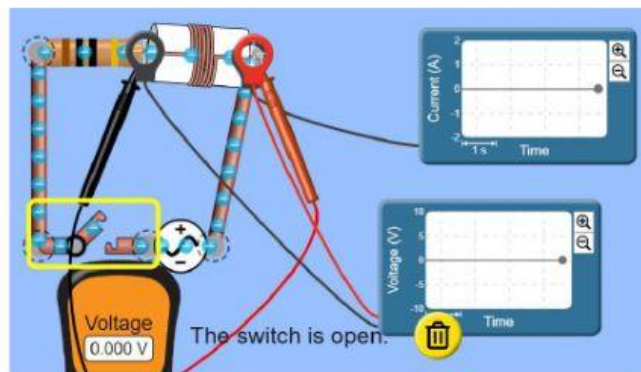 2
1
0
-1
-2
Current (A)
1 s
Time
10
5
0
-5
-10
Voltage (V)
Time
+
-
Voltage
0.000 V
The switch is open.